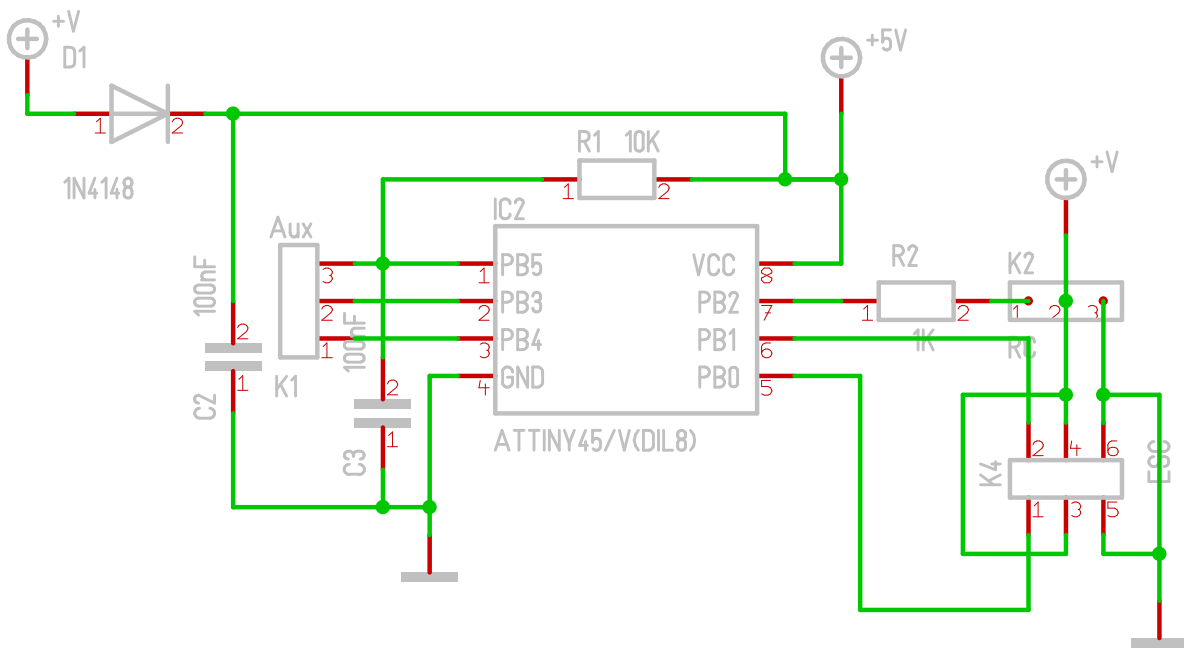 +V
D1
+5V
1
2
R1 10K
1N4148
1
2
+V
IC2
Aux
100nF
3
PB5
VCC
R2
K2
1
8
2
PB3
PB2
1
2
3
2
7
1
2
100nF
1
PB4
PB1
1K
RC
3
6
2
1
K1
GND
PB0
4
5
2
C2
C3
1
ATTINY45/V(DIL8)
2
4
6
ESC
K4
1
3
5